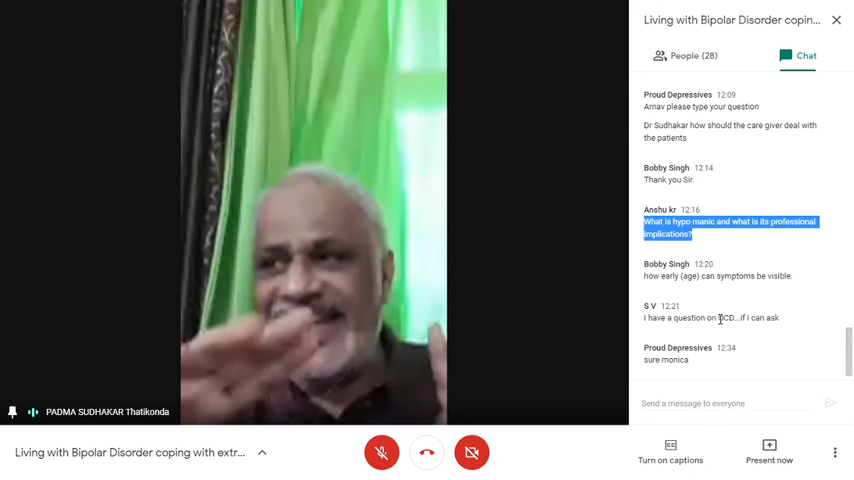 Living with Bipolar Disorder copin...
People (28)
Chat
Proud Depressives 12:09
Arnav please type your question
Dr Sudhakar how should the care giver deal with
the patients
Bobby Singh 12:14
Thank you Sir.
Anshu kr 12:16
What is hypo manic and what is its professional
implications?
Bobby Singh 12:20
how early (age) can symptoms be visible.
S V 12:21
I have a question on OCD...if i can ask
Proud Depressives 12:34
sure monica
Send a message to everyone
PADMA SUDHAKAR Thatikonda
Living with Bipolar Disorder coping with extr...
Turn on captions
Present now